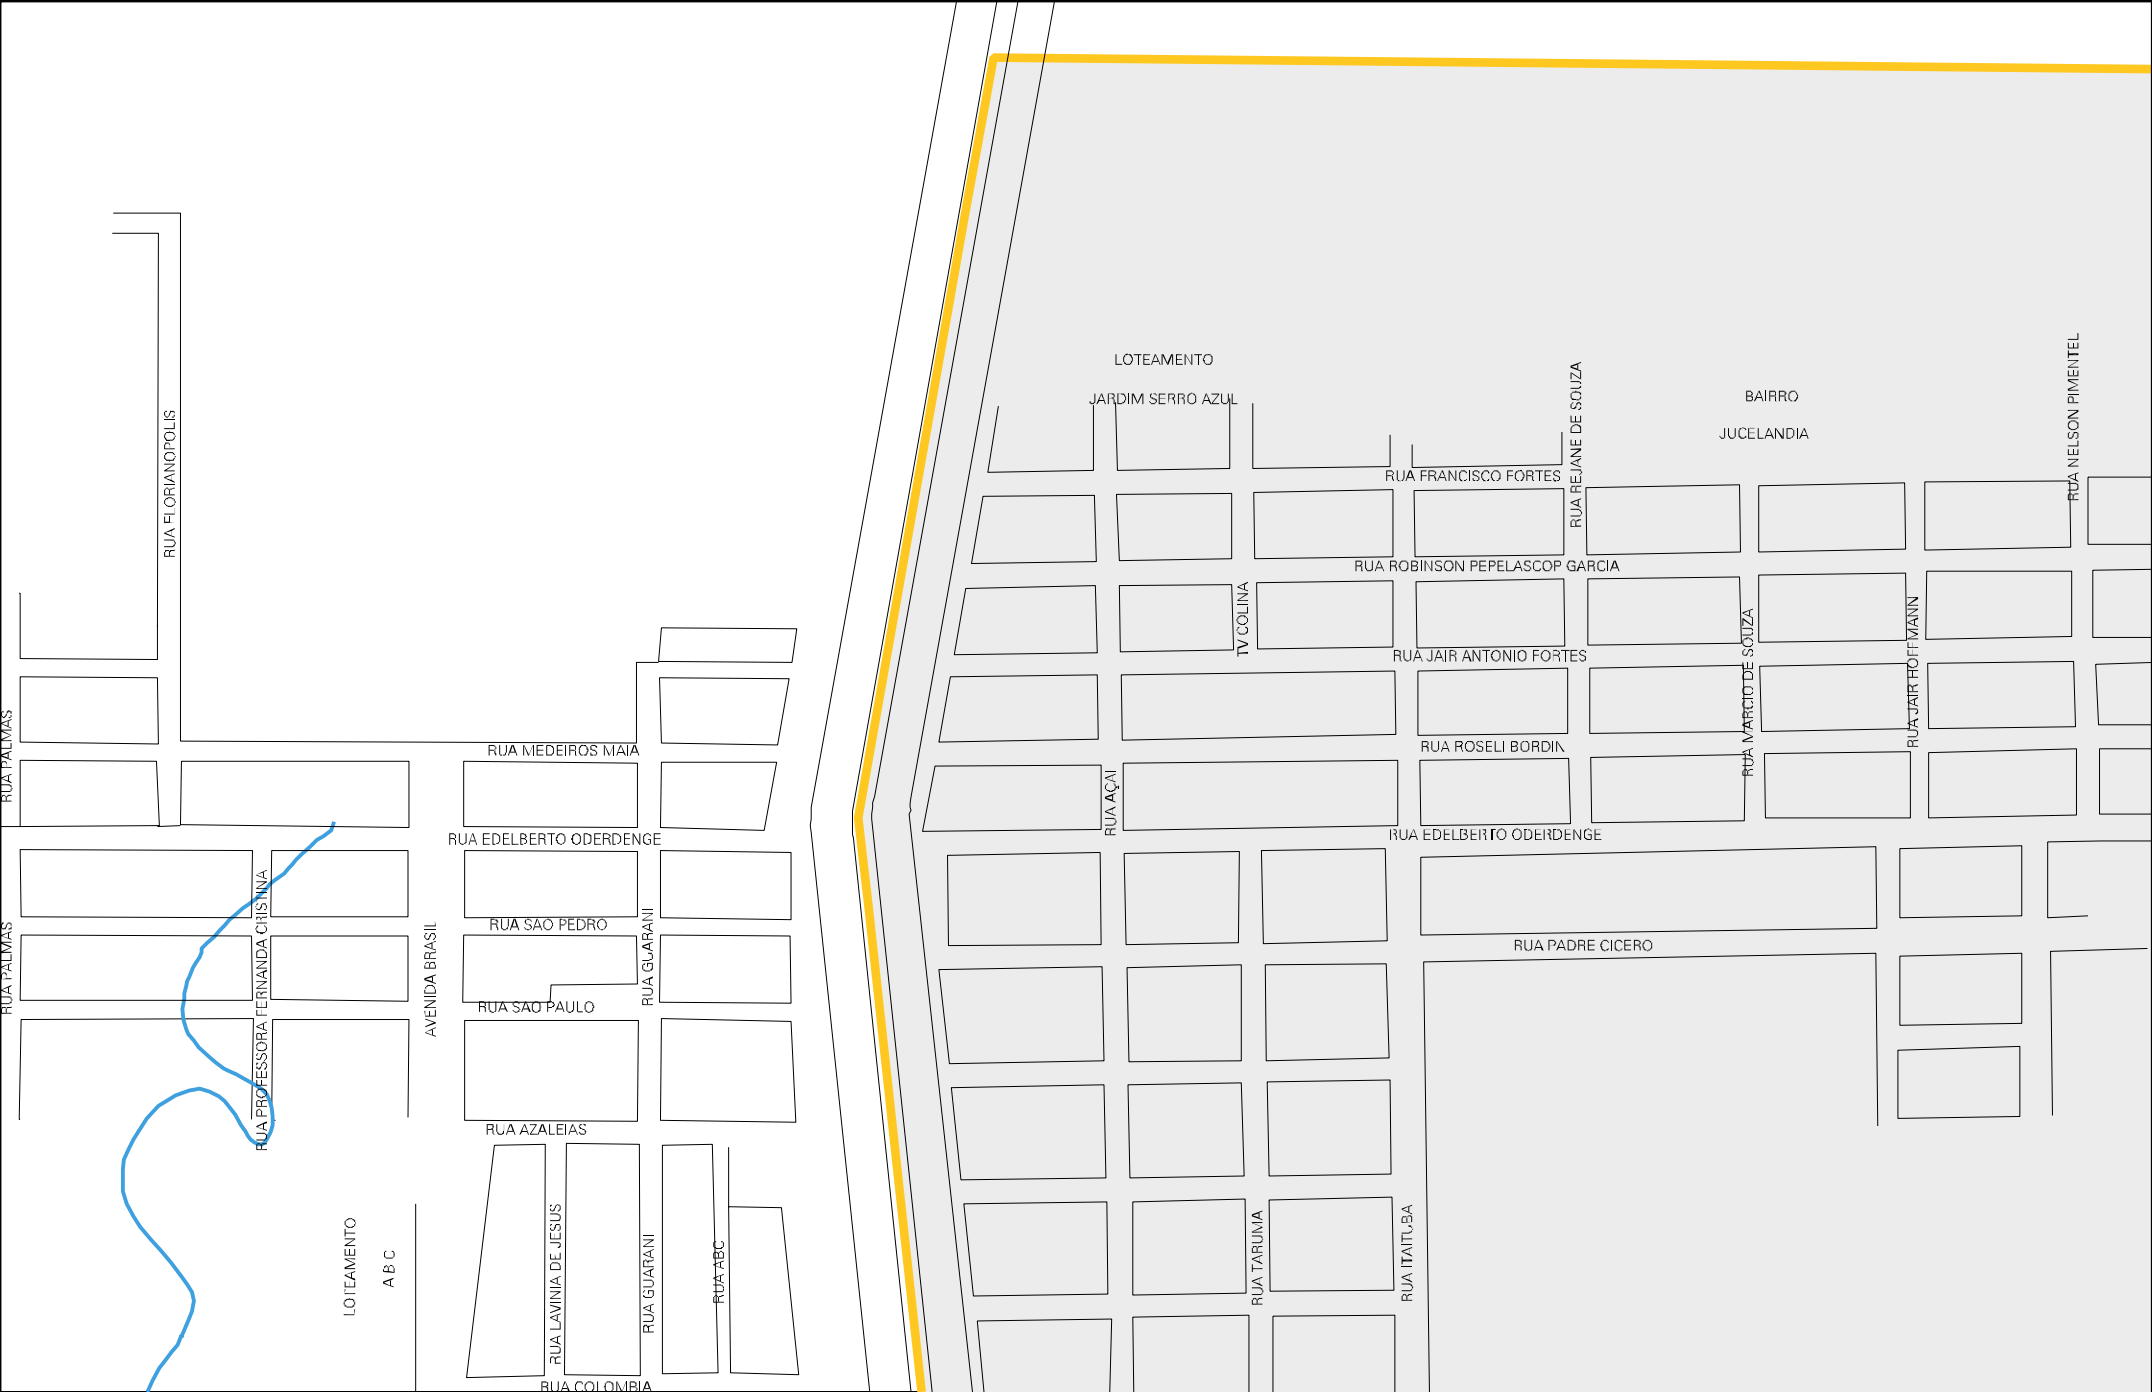 RUA NELSON PIMENTEL
LOTEAMENTO
JARDIM SERRO AZUL
RUA REJANE DE SOUZA
BAIRRO
JUCELANDIA
RUA FLORIANOPOLIS
RUA FRANCISCO FORTES
RUA ROBINSON PEPELASCOP GARCIA
TV COLINA
RUA JAIR HOFFMANN
RUA MARCIO DE SOUZA
RUA JAIR ANTONIO FORTES
RUA PALMAS
RUA MEDEIROS MAIA
RUA ROSELI BORDIN
RUA AÇAI
RUA EDELBERTO ODERDENGE
RUA EDELBERTO ODERDENGE
RUA PROFESSORA FERNANDA CRISTINA
RUA PALMAS
AVENIDA BRASIL
RUA SAO PEDRO
RUA GUARANI
RUA PADRE CICERO
RUA SAO PAULO
RUA AZALEIAS
LOTEAMENTO
A B C
RUA LAVINIA DE JESUS
RUA GUARANI
RUA ABC
RUA TARUMA
RUA ITAITUBA
RUA COLOMBIA